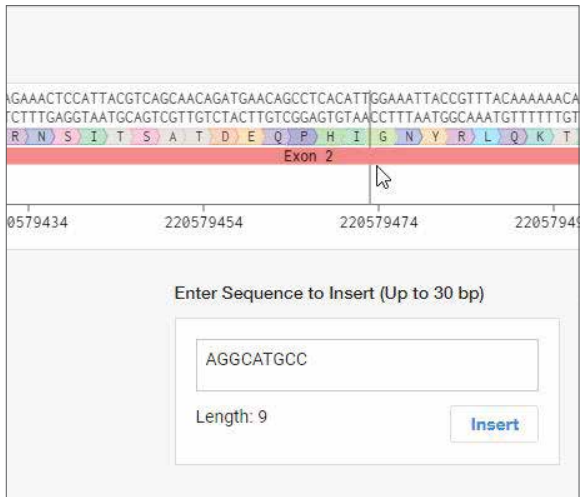 AGAAACTCCATTACGTCAGCAACAGATGAACAGCCTCACATTGGAAATTACCGTTTACAAAAAACA
TCTTTGAGGTAATGCAGTCGTTGTCTACTTGTCGGAGTGTAACCTTTAATGGCAAATGTTTTTTGT
R N S I T S A T D E Q P H I G N Y R L Q K T
Exon 2
0579434 220579454 220579474 22057949
Enter Sequence to Insert (Up to 30 bp)
AGGCATGCC
Length: 9
Insert